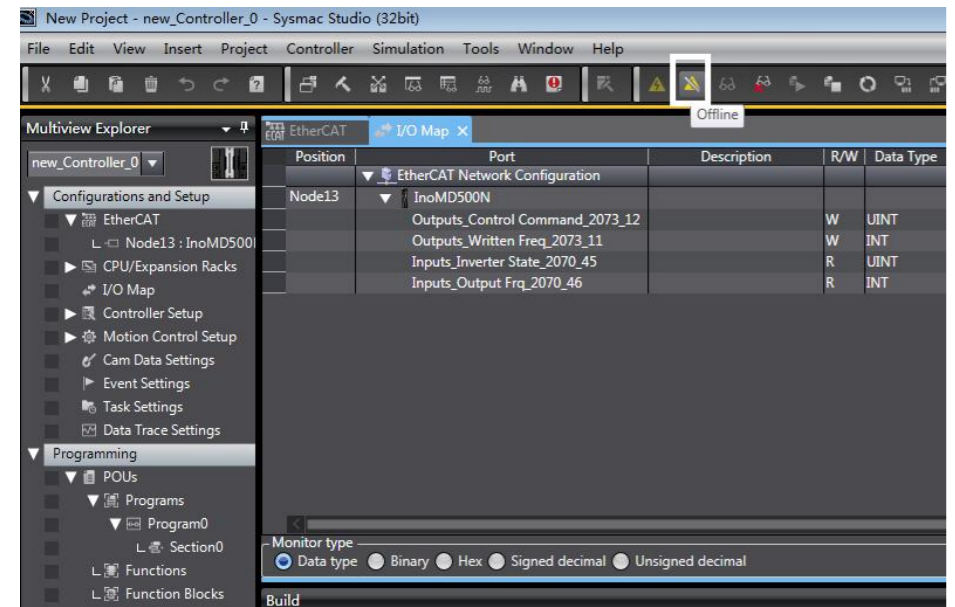 New Project - new_Controller_0 - Sysmac Studio (32bit)
File Edit View Insert Project Controller Simulation Tools Window Help
Offline
Multiview Explorer
new_Controller_0
Configurations and Setup
EtherCAT
Node13 : InoMD500
CPU/Expansion Racks
I/O Map
Controller Setup
Motion Control Setup
Cam Data Settings
Event Settings
Task Settings
Data Trace Settings
Programming
POUs
Programs
Program0
Section0
Functions
Function Blocks
EtherCAT I/O Map
Position Port Description R/W Data Type
EtherCAT Network Configuration
Node13 InoMD500N
Outputs_Control Command_2073_12 W UINT
Outputs_Written Freq_2073_11 W INT
Inputs_Inverter State_2070_45 R UINT
Inputs_Output Frq_2070_46 R INT
Monitor type
Data type Binary Hex Signed decimal Unsigned decimal
Build